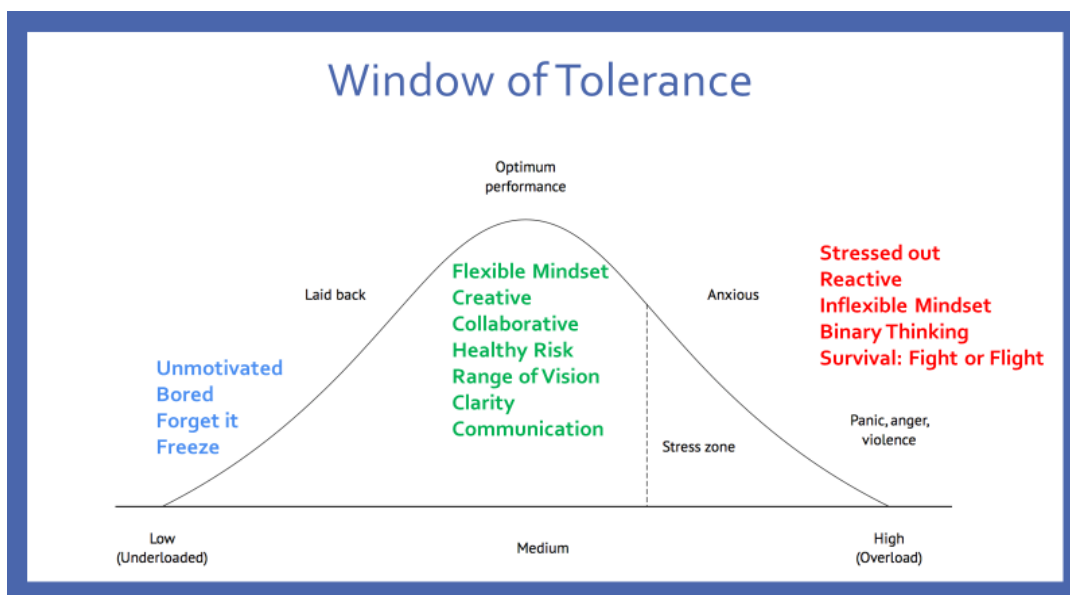 Window of Tolerance
Optimum
performance
Laid back
Unmotivated
Bored
Forget it
Freeze
Flexible Mindset
Creative
Collaborative
Healthy Risk
Range of Vision
Clarity
Communication
Anxious
Stress zone
Stressed out
Reactive
Inflexible Mindset
Binary Thinking
Survival: Fight or Flight
Panic, anger,
violence
Low
(Underloaded)
Medium
High
(Overload)